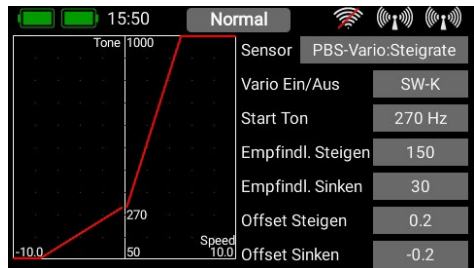 15:50 Normal
Tone 1000
270
Speed
-10.0 50 10.0
Sensor PBS-Vario:Steigrate
Vario Ein/Aus SW-K
Start Ton 270 Hz
Empfindl. Steigen 150
Empfindl. Sinken 30
Offset Steigen 0.2
Offset Sinken -0.2